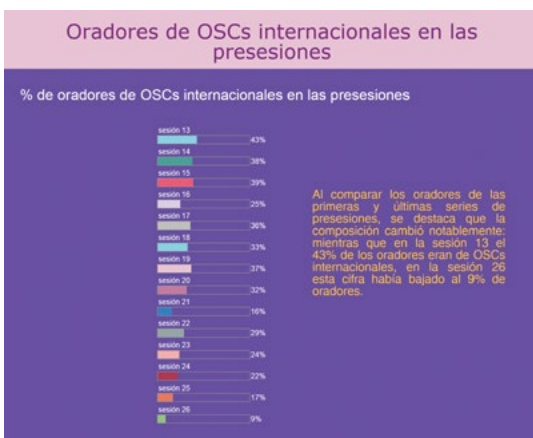 Oradores de OSCs internacionales en las
presesiones
% de oradores de OSCs internacionales en las presesiones
sesión 13
43%
sesión 14
38%
sesión 15
39%
sesión 16
25%
sesión 17
36%
sesión 18
33%
sesión 19
37%
sesión 20
32%
sesión 21
16%
sesión 22
29%
sesión 23
24%
sesión 24
22%
sesión 25
17%
sesión 26
9%
Al comparar los oradores de las
primeras y últimas series de
presesiones, se destaca que la
composición cambió notablemente:
mientras que en la sesión 13 el
43% de los oradores eran de OSCs
internacionales, en la sesión 26
esta cifra había bajado al 9% de
oradores.